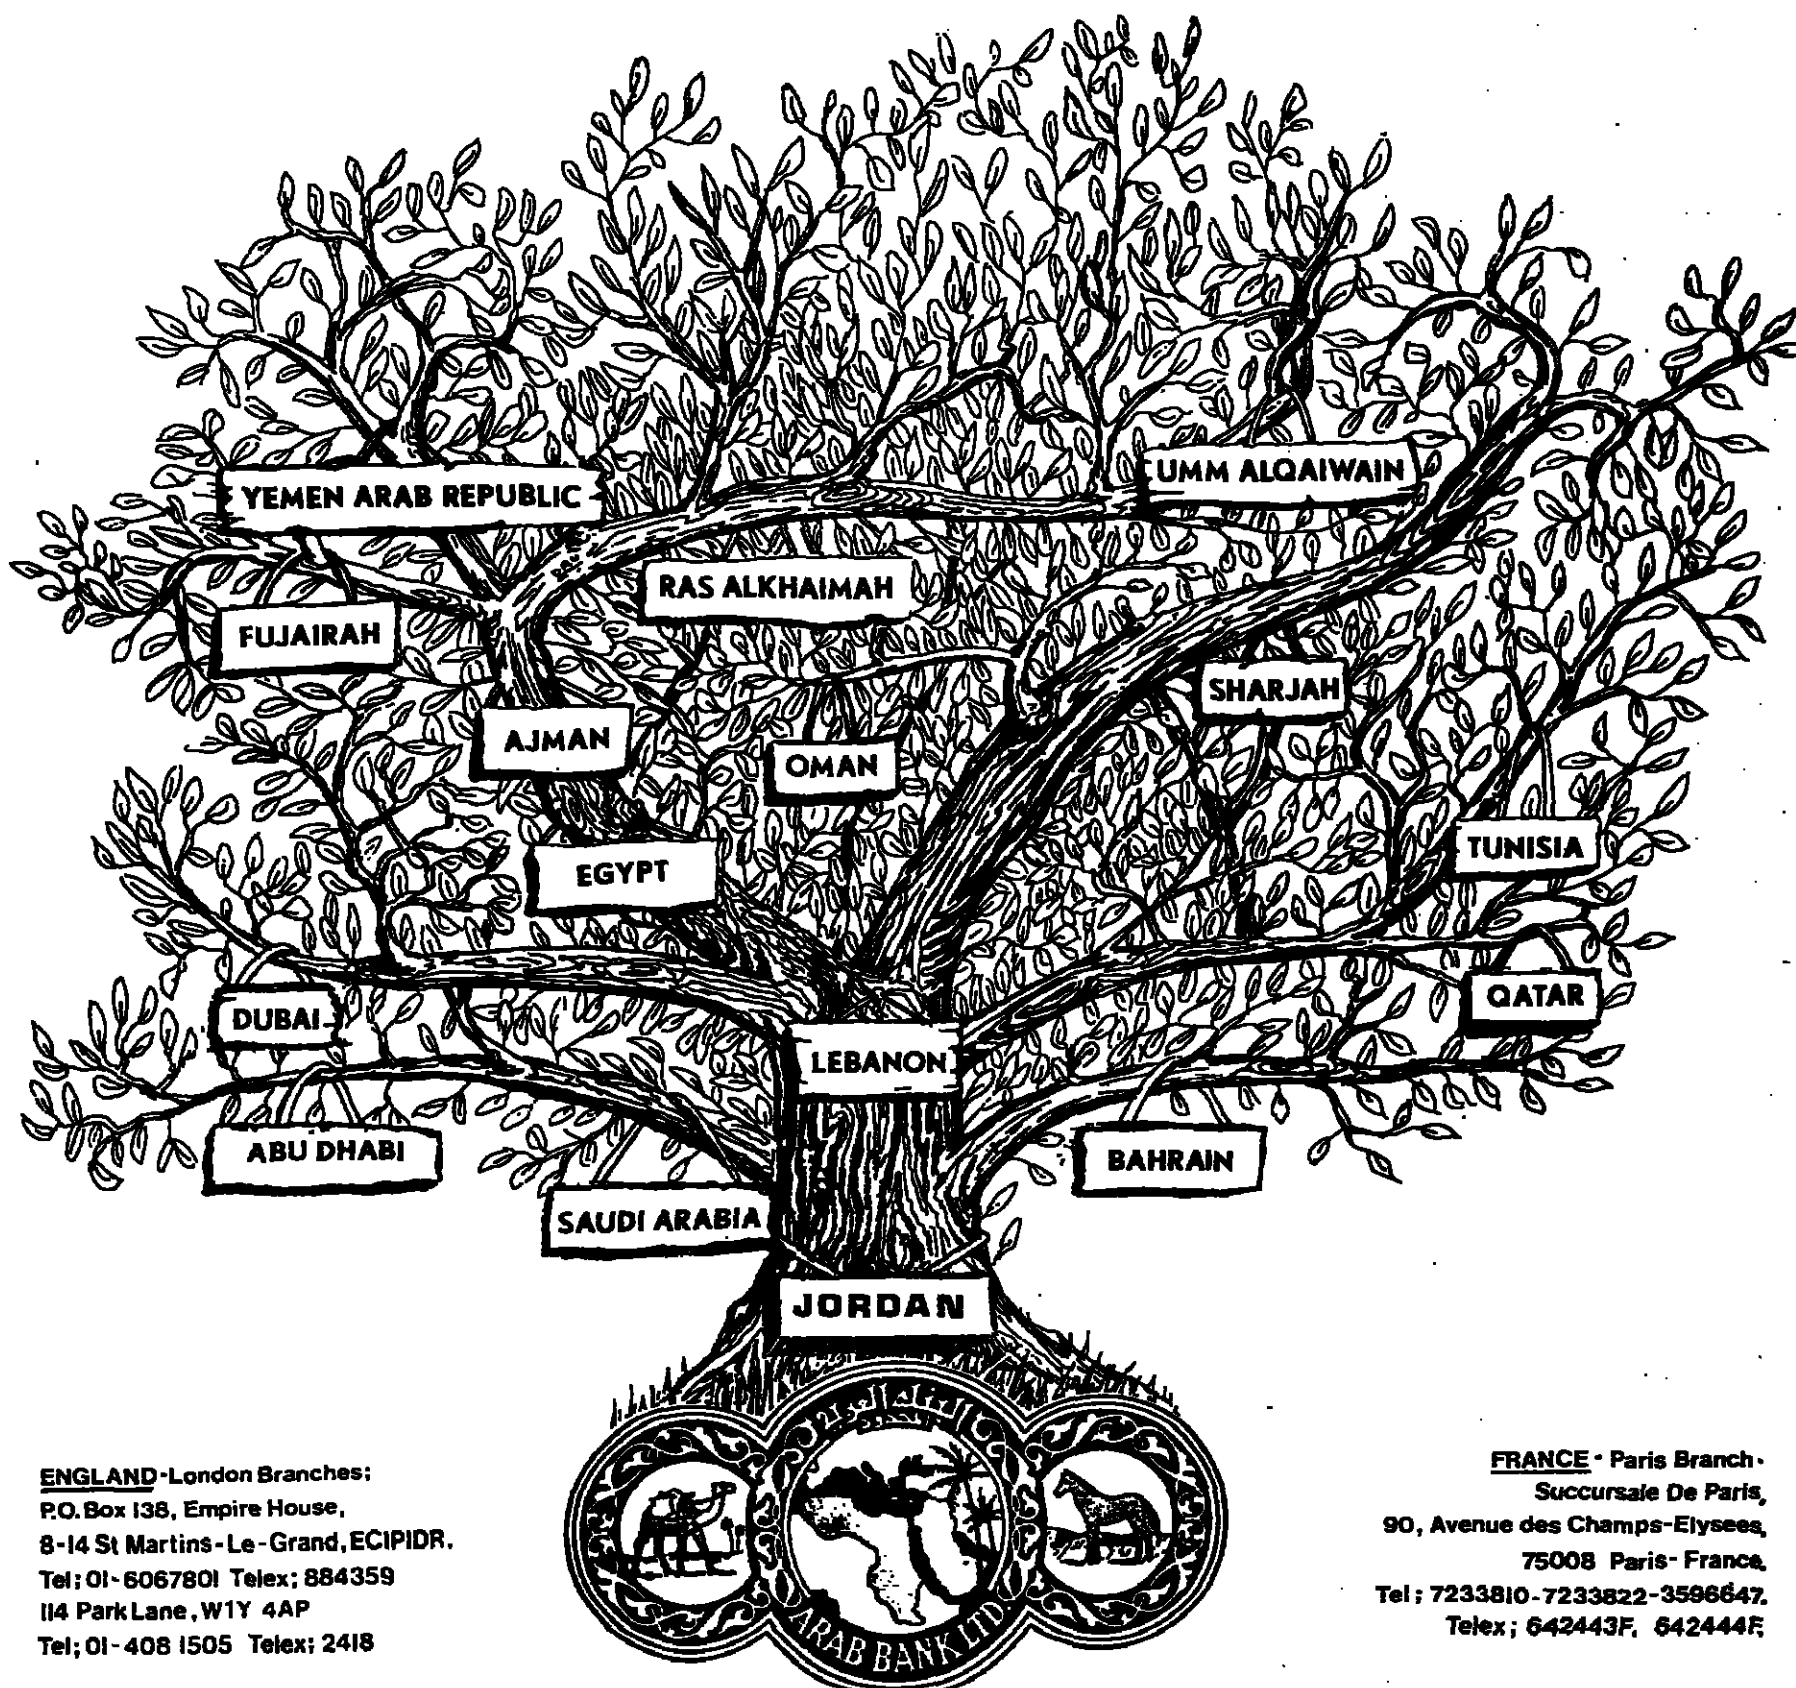 UMM ALQAIWAIN
YEMEN ARAB REPUBLIC
RAS ALKHAIMAH
FUJAIRAH
SHARJAH
AJMAN
OMAN
TUNISIA
EGYPT
QATAR
DUBAI
LEBANON
ABU DHABI
BAHRAIN
SAUDI ARABIA
JORDAN
ARAB BANK LTD.
ENGLAND-London Branches;
P.O. Box 138, Empire House,
8-14 St Martins-Le-Grand, ECIPIDR.
Tel; 01-6067801 Telex; 884359
114 Park Lane, W1Y 4AP
Tel; 01-408 1505 Telex; 2418
FRANCE - Paris Branch-
Succursale De Paris,
90, Avenue des Champs-Elysees,
75008 Paris-France.
Tel; 7233810-7233822-3596647.
Telex; 642443F, 642444F,